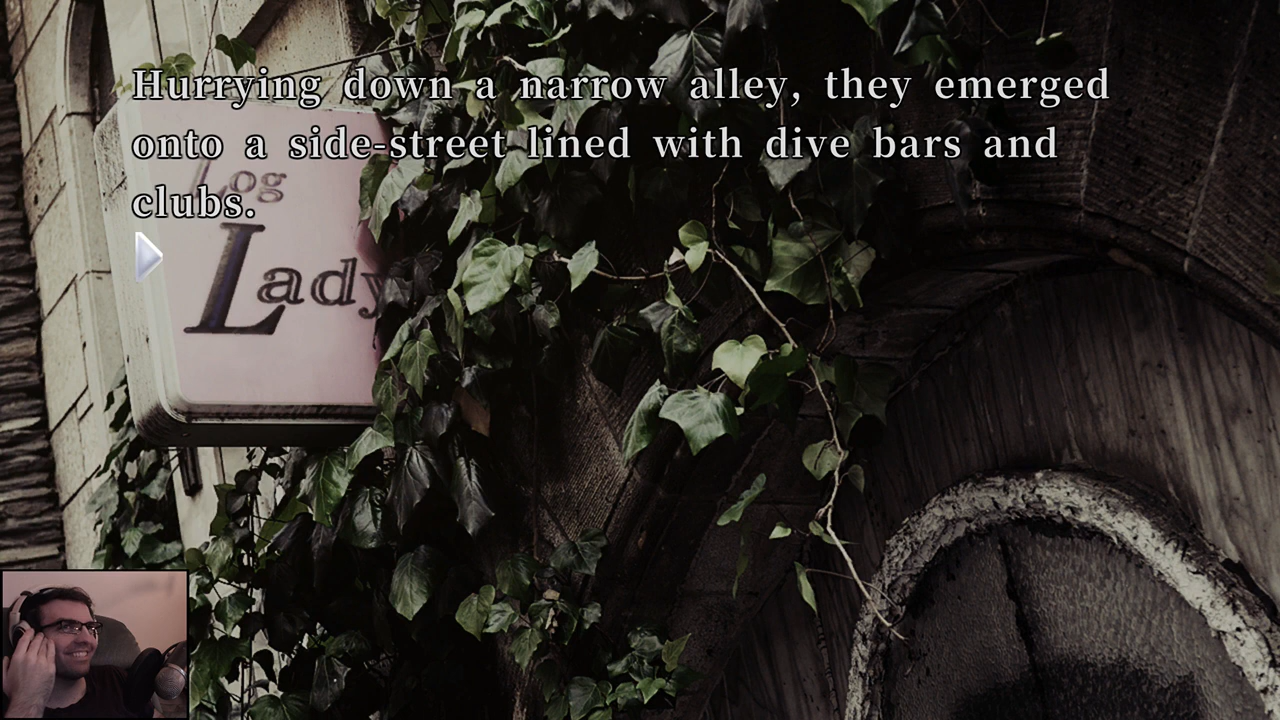 Hurrying down a narrow alley, they emerged
onto a side-street lined with dive bars and
clubs.
Log
Lady